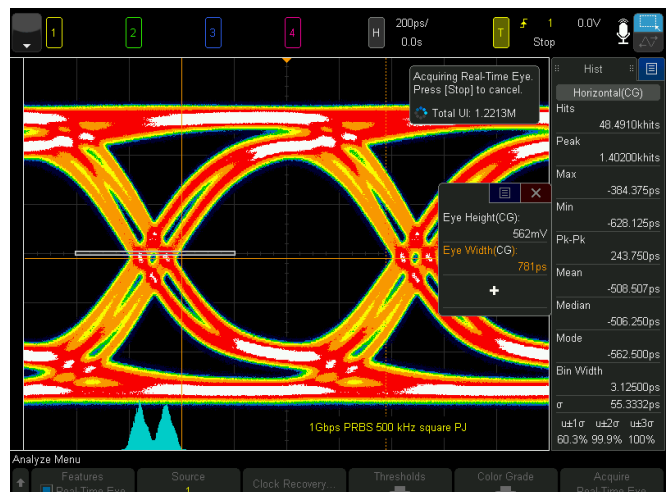 1
2
3
4
H
200ps/
0.0s
T
1
0.0V
Stop
Acquiring Real-Time Eye.
Press [Stop] to cancel.
Total UI: 1.2213M
Hist
Horizontal(CG)
Hits
48.4910khits
Peak
1.40200khits
Max
-384.375ps
Min
-628.125ps
Pk-Pk
243.750ps
Mean
-508.507ps
Median
-506.250ps
Mode
-562.500ps
Bin Width
3.12500ps
σ
55.3332ps
u±1σ u±2σ u±3σ
60.3% 99.9% 100%
Eye Height(CG):
562mV
Eye Width(CG):
781ps
1Gbps PRBS 500 kHz square PJ
Analyze Menu
Features
Real-Time Eye
Source
1
Clock Recovery...
Thresholds
Color Grade
Acquire
Real-Time Eye